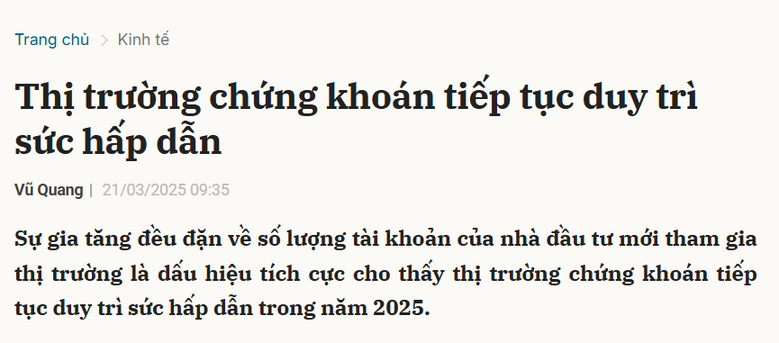 Trang chủ > Kinh tế
Thị trường chứng khoán tiếp tục duy trì
sức hấp dẫn
Vũ Quang | 21/03/2025 09:35
Sự gia tăng đều đặn về số lượng tài khoản của nhà đầu tư mới tham gia
thị trường là dấu hiệu tích cực cho thấy thị trường chứng khoán tiếp
tục duy trì sức hấp dẫn trong năm 2025.